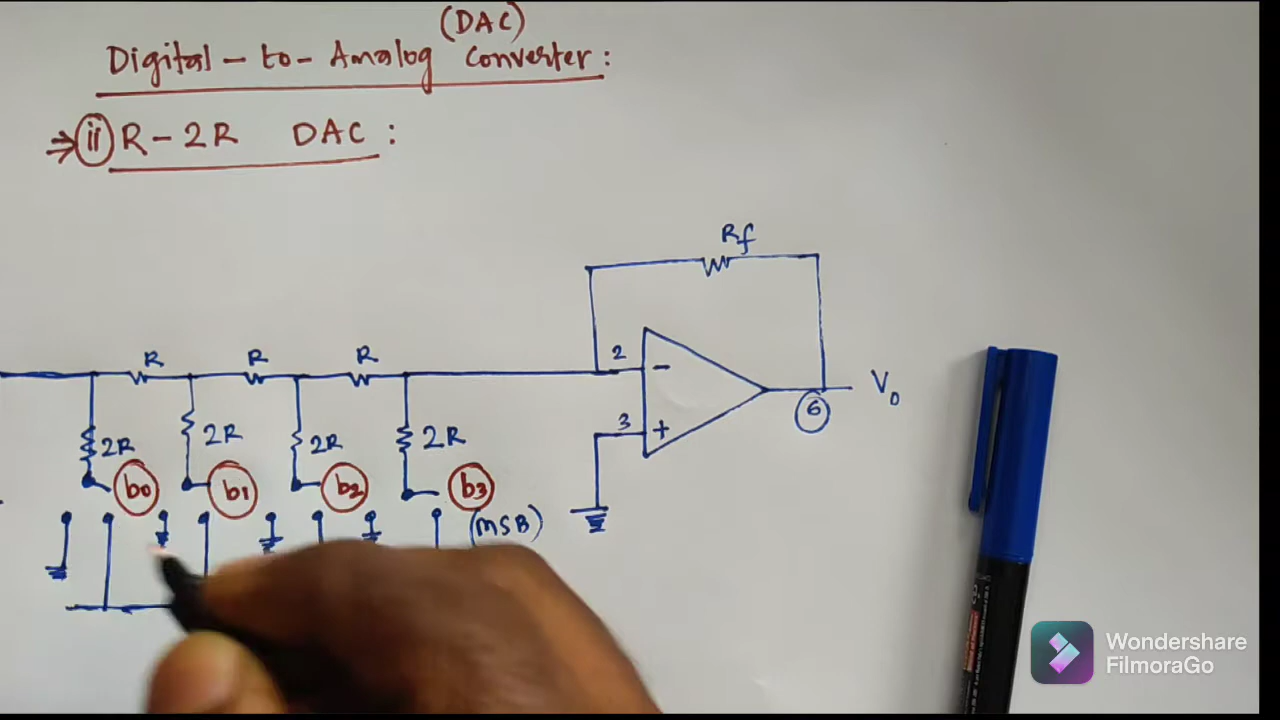 (DAC)
Digital-to-Analog Converter:
⇒ (ii) R-2R DAC:
Rf
R R R
2
-
3
+
6
V0
2R 2R 2R 2R
b0 b1 b2 b3
(MSB)
Wondershare
FilmoraGo